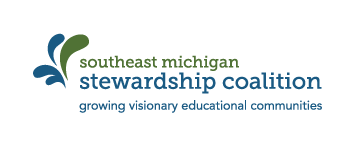 southeast michigan
stewardship coalition
growing visionary educational communities